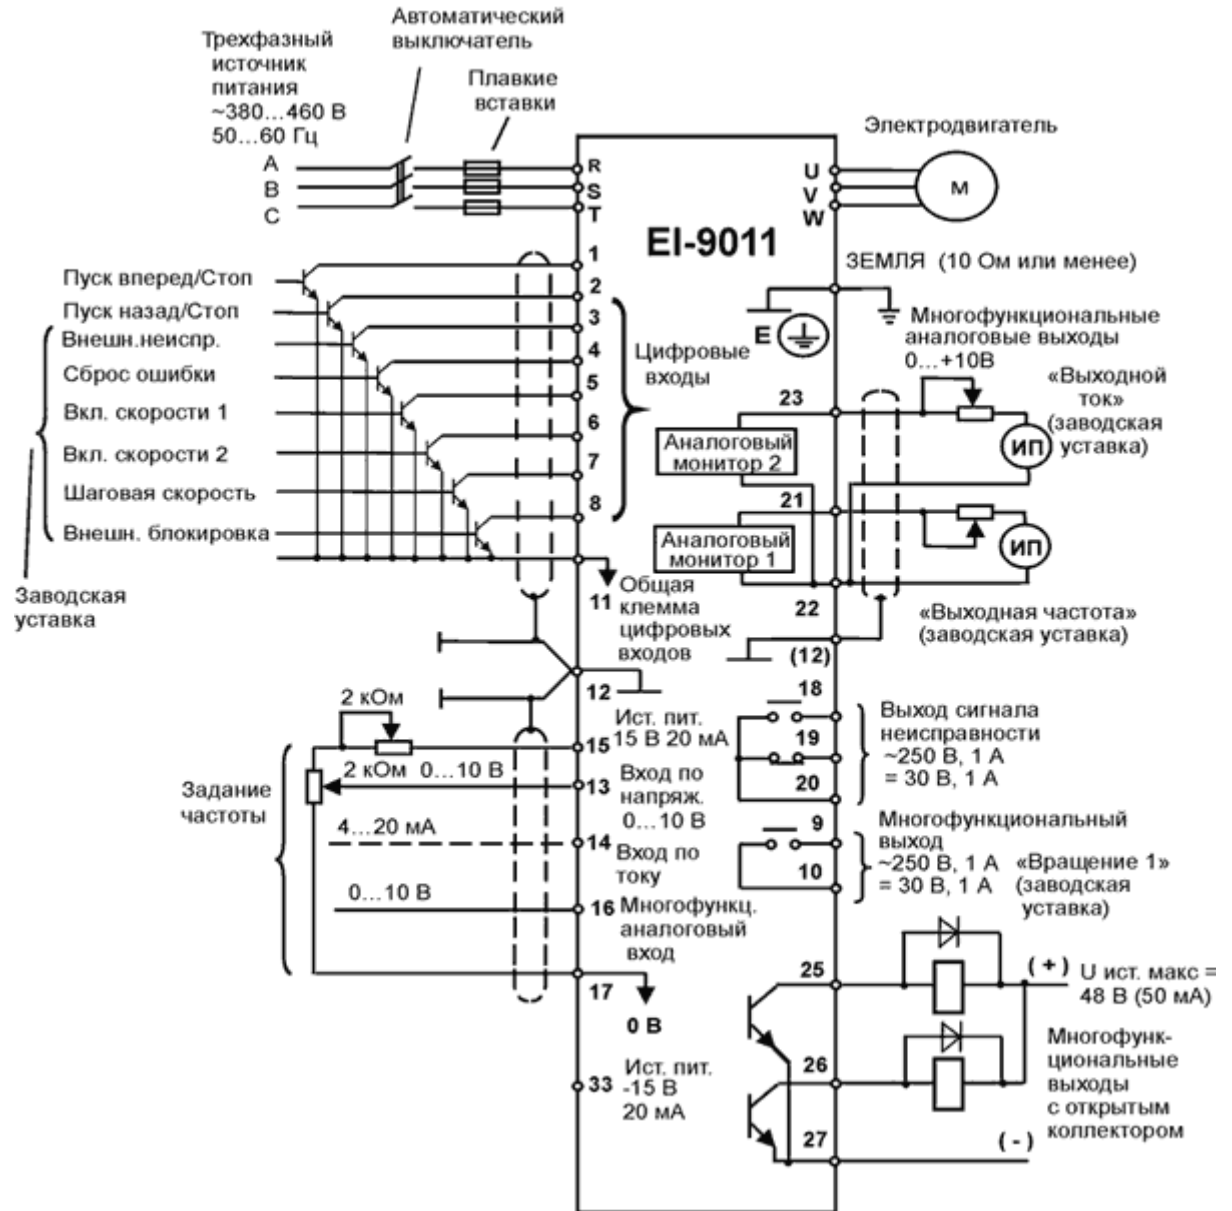 Трехфазный
источник
питания
~380...460 В
50...60 Гц
Автоматический
выключатель
Плавкие
вставки
A
B
C
R
S
T
EI-9011
U
V
W
Электродвигатель
М
ЗЕМЛЯ (10 Ом или менее)
E
Пуск вперед/Стоп
Пуск назад/Стоп
Внешн.неиспр.
Сброс ошибки
Вкл. скорости 1
Вкл. скорости 2
Шаговая скорость
Внешн. блокировка
Заводская
уставка
1
2
3
4
5
6
7
8
Цифровые
входы
11
Общая
клемма
цифровых
входов
12
Многофункциональные
аналоговые выходы
0...+10В
«Выходной
ток»
(заводская
уставка)
23
Аналоговый
монитор 2
ИП
21
Аналоговый
монитор 1
ИП
22
«Выходная частота»
(заводская уставка)
(12)
Задание
частоты
2 кОм
2 кОм
0...10 В
4...20 мА
0...10 В
15
Ист. пит.
15 В 20 мА
13
Вход по
напряж.
0...10 В
14
Вход по
току
16
Многофункц.
аналоговый
вход
17
0 В
33
Ист. пит.
-15 В
20 мА
18
19
20
Выход сигнала
неисправности
~250 В, 1 А
= 30 В, 1 А
9
10
Многофункциональный
выход
~250 В, 1 А
= 30 В, 1 А
«Вращение 1»
(заводская
уставка)
25
26
27
( + )
U ист. макс =
48 В (50 мА)
Многофунк-
циональные
выходы
с открытым
коллектором
( - )